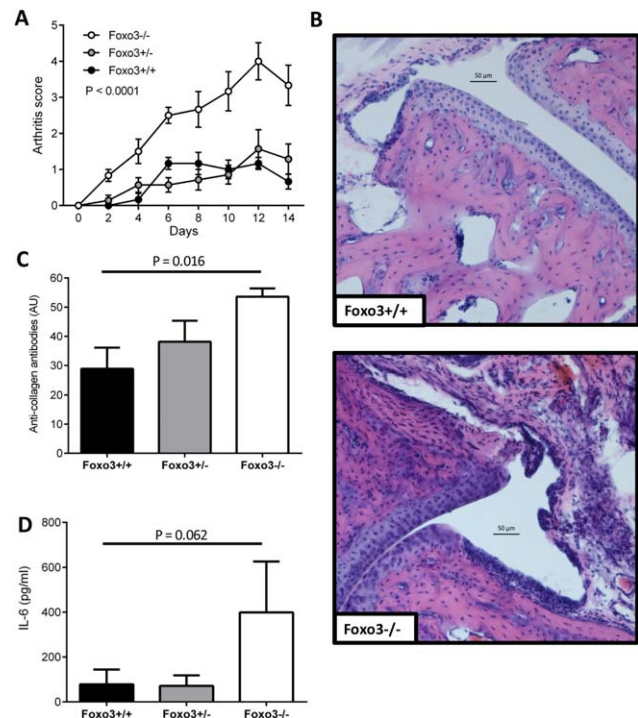 A
Foxo3-/-
Foxo3+/-
Foxo3+/+
P < 0.0001
Arthritis score
5
4
3
2
1
0
0 2 4 6 8 10 12 14
Days
B
50 µm
Foxo3+/+
50 µm
Foxo3-/-
C
P = 0.016
Anti-collagen antibodies (AU)
60
50
40
30
20
10
0
Foxo3+/+ Foxo3+/- Foxo3-/-
D
P = 0.062
IL-6 (pg/ml)
800
600
400
200
0
Foxo3+/+ Foxo3+/- Foxo3-/-